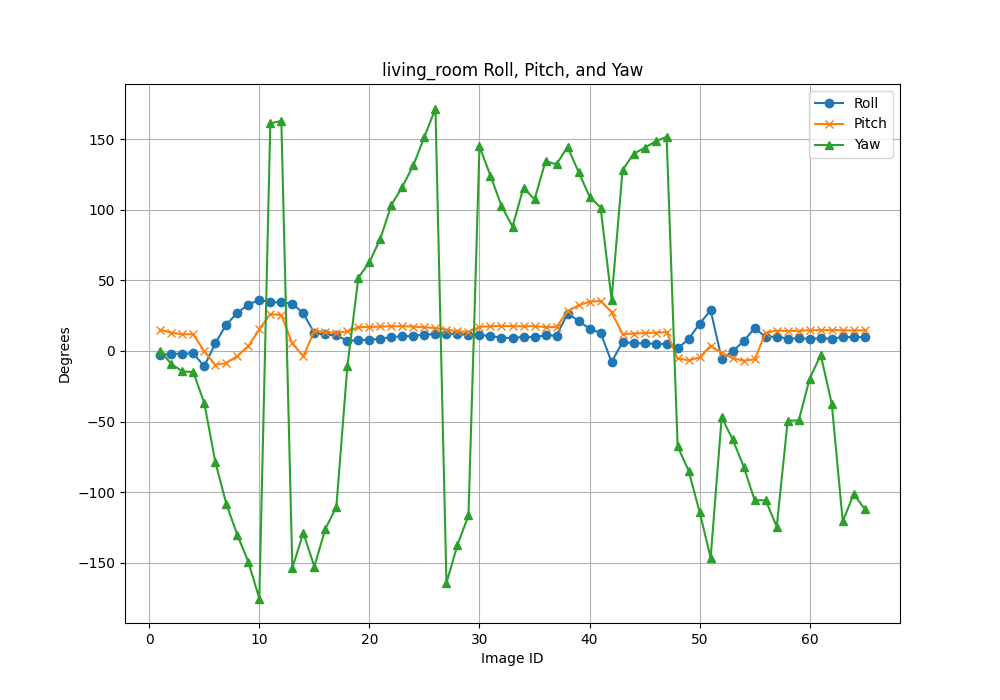 living_room Roll, Pitch, and Yaw
Roll
Pitch
Yaw
150
100
50
0
−50
−100
−150
Degrees
0 10 20 30 40 50 60
Image ID